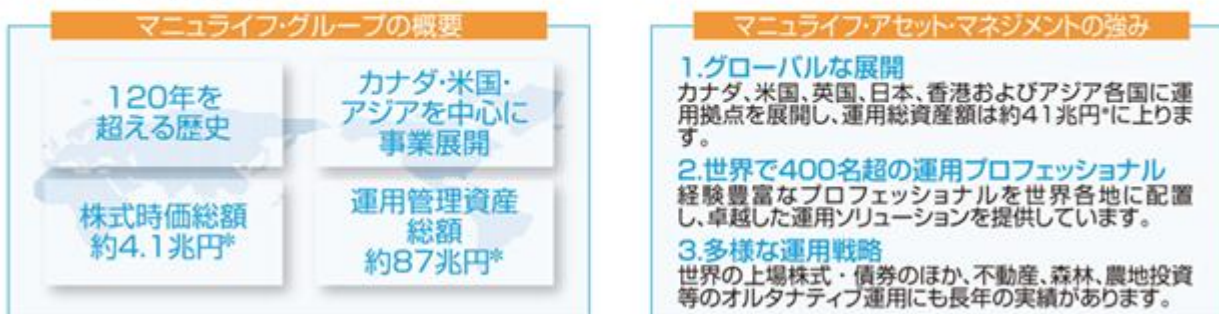 マニュライフ・グループの概要
120年を
超える歴史
カナダ・米国・
アジアを中心に
事業展開
株式時価総額
約4.1兆円*
運用管理資産
総額
約87兆円*
マニュライフ・アセット・マネジメントの強み
1.グローバルな展開
カナダ、米国、英国、日本、香港およびアジア各国に運
用拠点を展開し、運用総資産額は約41兆円*に上りま
す。
2.世界で400名超の運用プロフェッショナル
経験豊富なプロフェッショナルを世界各地に配置
し、卓越した運用ソリューションを提供しています。
3.多様な運用戦略
世界の上場株式・債券のほか、不動産、森林、農地投資
等のオルタナティブ運用にも長年の実績があります。